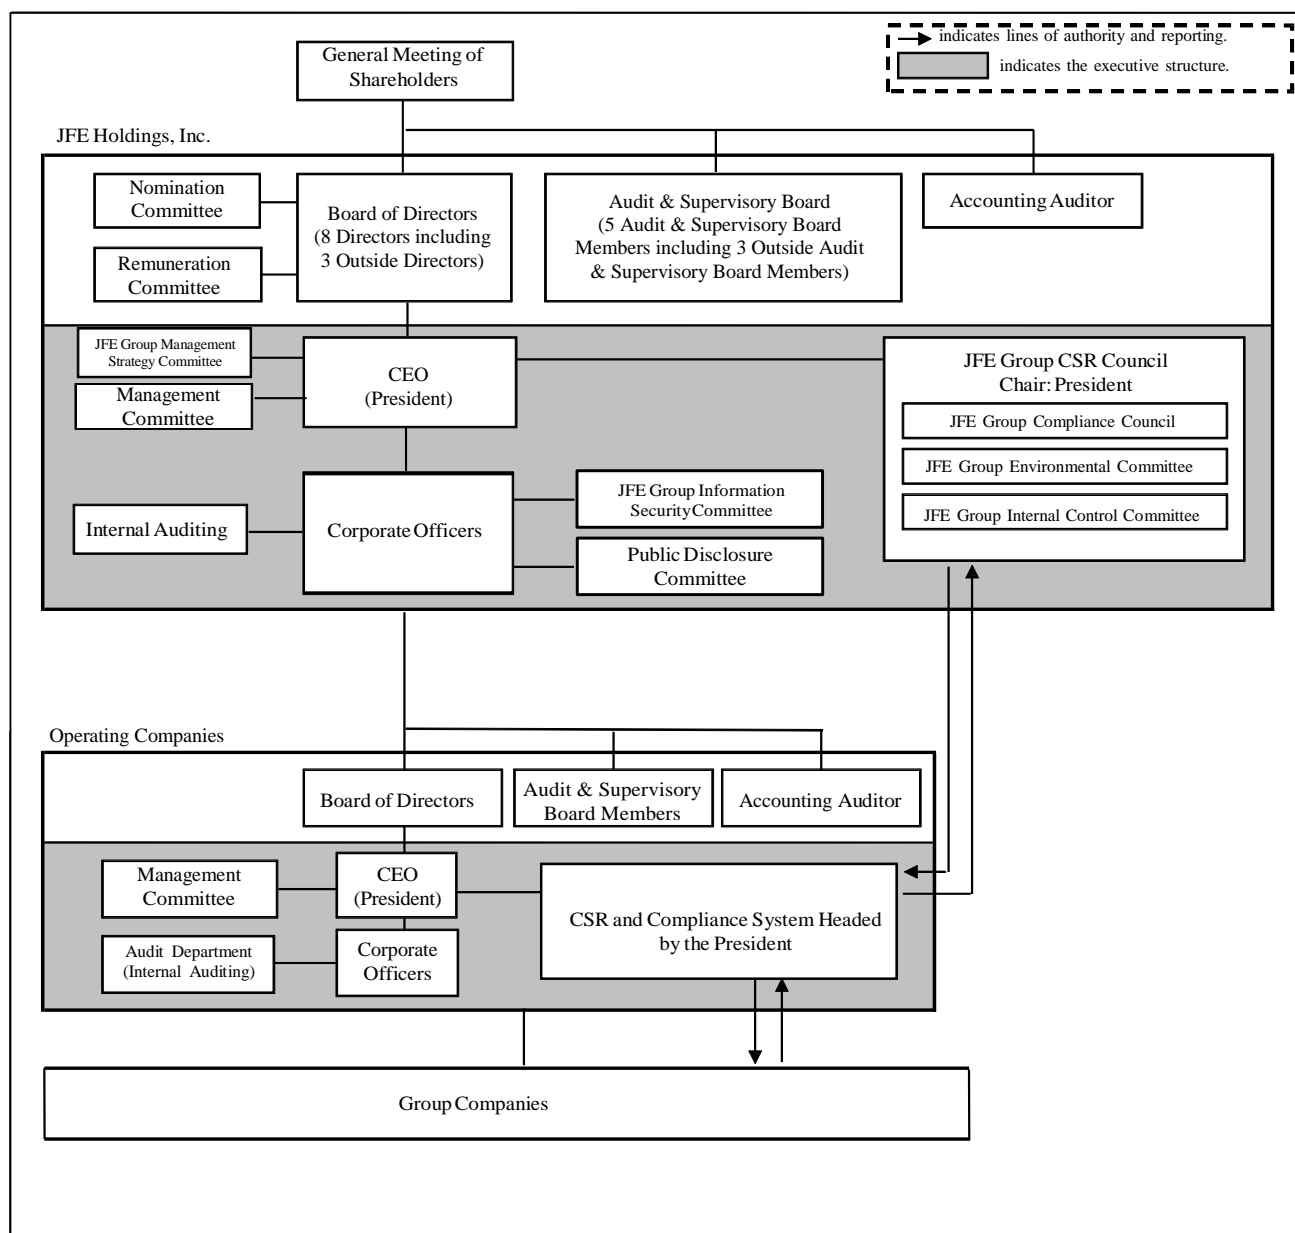 General Meeting of
Shareholders
indicates lines of authority and reporting.
indicates the executive structure.
JFE Holdings, Inc.
Nomination
Committee
Remuneration
Committee
Board of Directors
(8 Directors including
3 Outside Directors)
Audit & Supervisory Board
(5 Audit & Supervisory Board
Members including 3 Outside Audit
& Supervisory Board Members)
Accounting Auditor
JFE Group Management
Strategy Committee
Management
Committee
CEO
(President)
JFE Group CSR Council
Chair: President
JFE Group Compliance Council
JFE Group Environmental Committee
JFE Group Internal Control Committee
Internal Auditing
Corporate Officers
JFE Group Information
Security Committee
Public Disclosure
Committee
Operating Companies
Board of Directors
Audit & Supervisory
Board Members
Accounting Auditor
Management
Committee
CEO
(President)
Audit Department
(Internal Auditing)
Corporate
Officers
CSR and Compliance System Headed
by the President
Group Companies